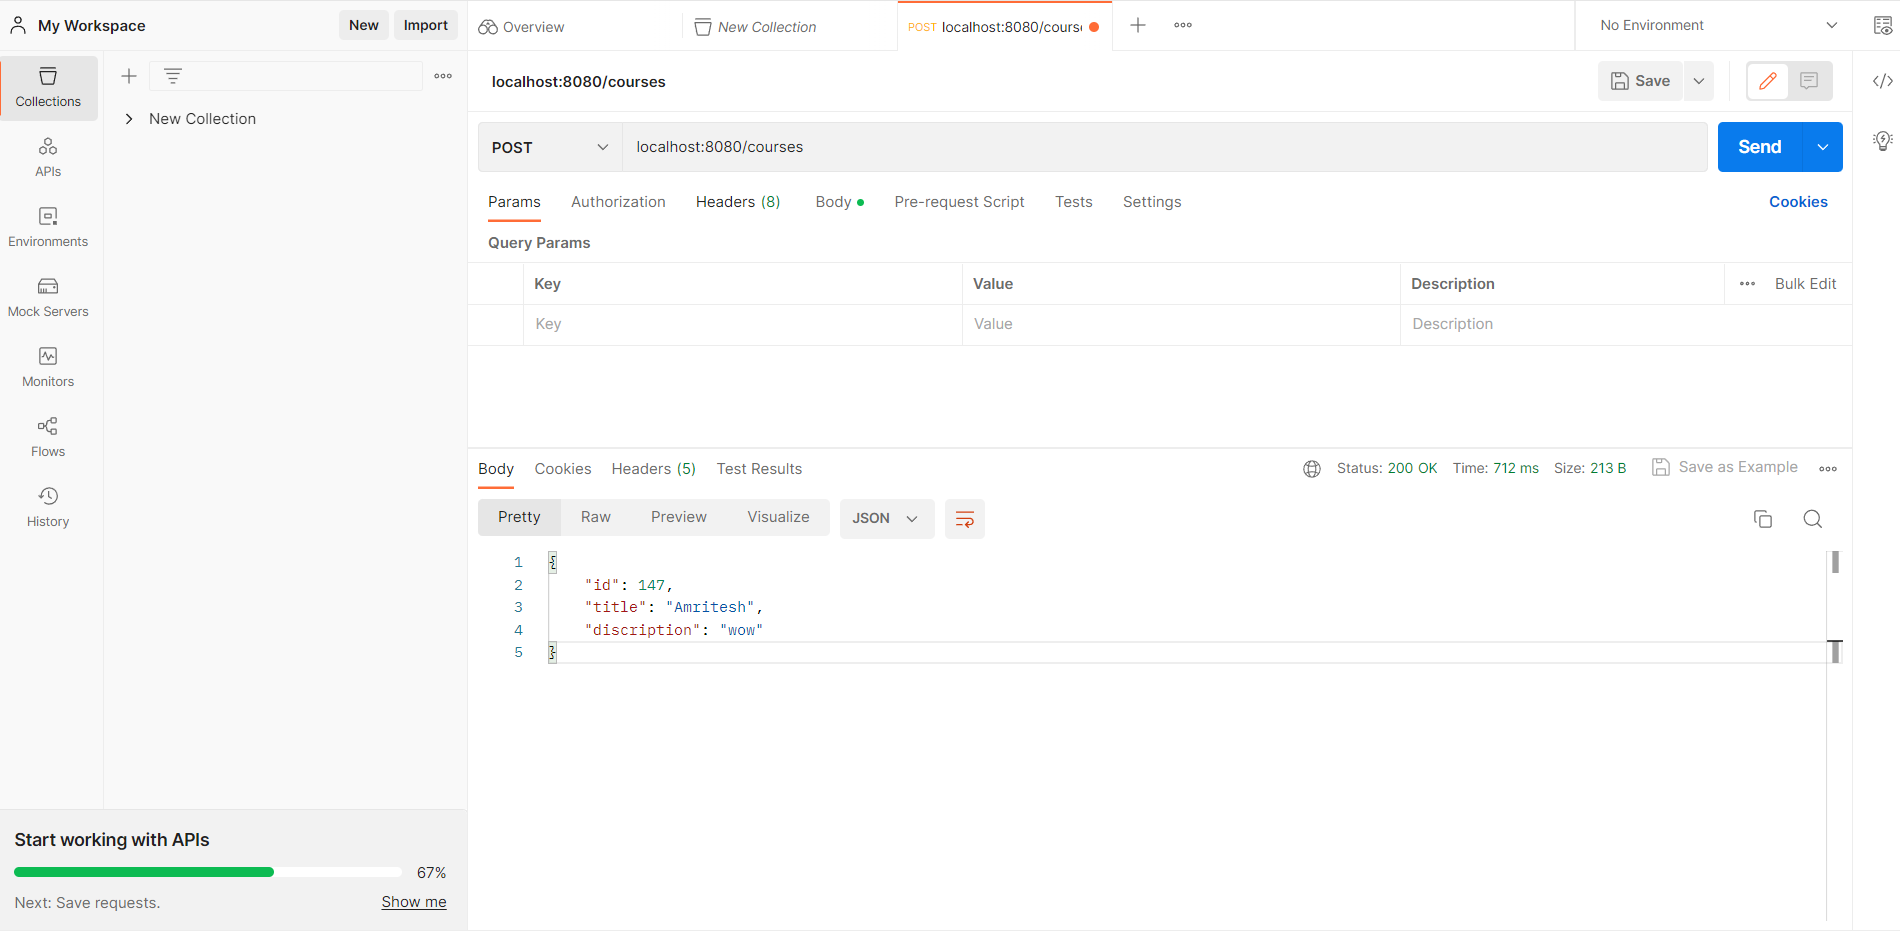 My Workspace
New
Import
Overview
New Collection
POST localhost:8080/cours
No Environment
Collections
APIs
Environments
Mock Servers
Monitors
Flows
History
New Collection
localhost:8080/courses
Save
POST
localhost:8080/courses
Send
Params
Authorization
Headers (8)
Body
Pre-request Script
Tests
Settings
Cookies
Query Params
Key
Value
Description
Bulk Edit
Key
Value
Description
Body
Cookies
Headers (5)
Test Results
Status: 200 OK
Time: 712 ms
Size: 213 B
Save as Example
Pretty
Raw
Preview
Visualize
JSON
1 {
2 "id": 147,
3 "title": "Amritesh",
4 "discription": "wow"
5 }
Start working with APIs
67%
Next: Save requests.
Show me